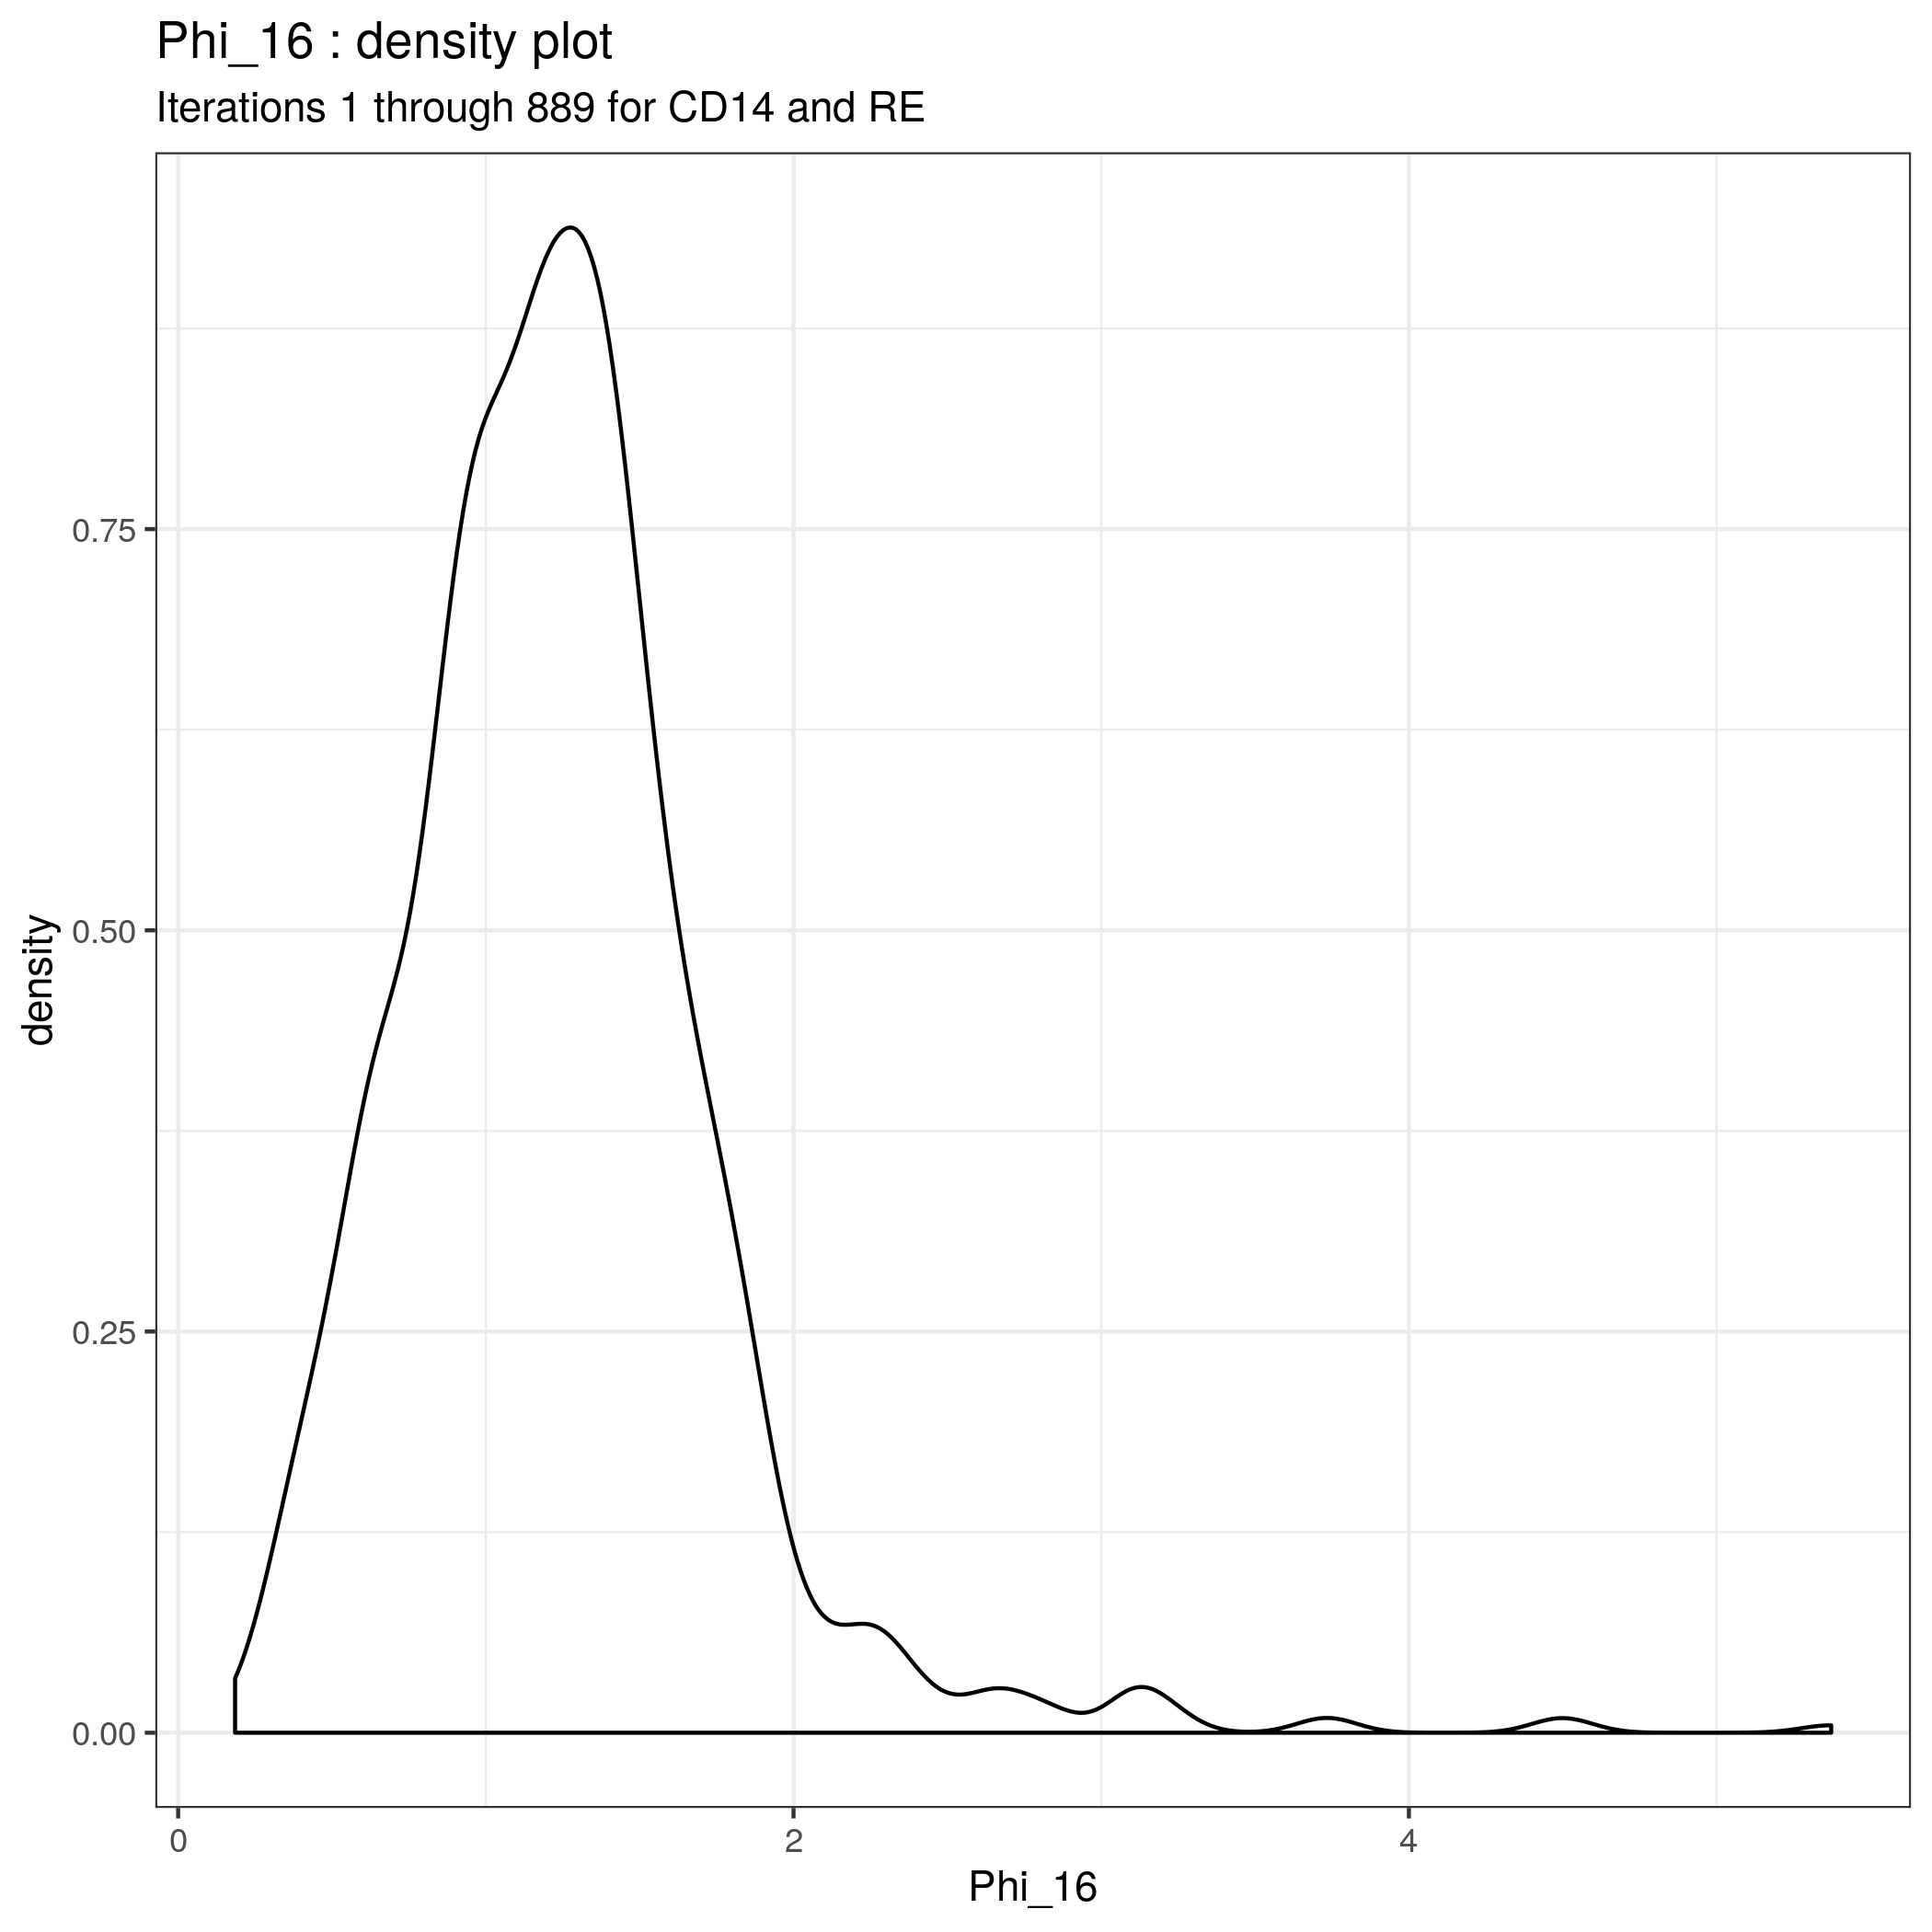 Phi_16 : density plot
Iterations 1 through 889 for CD14 and RE
density
0.75
0.50
0.25
0.00
0 2 4
Phi_16